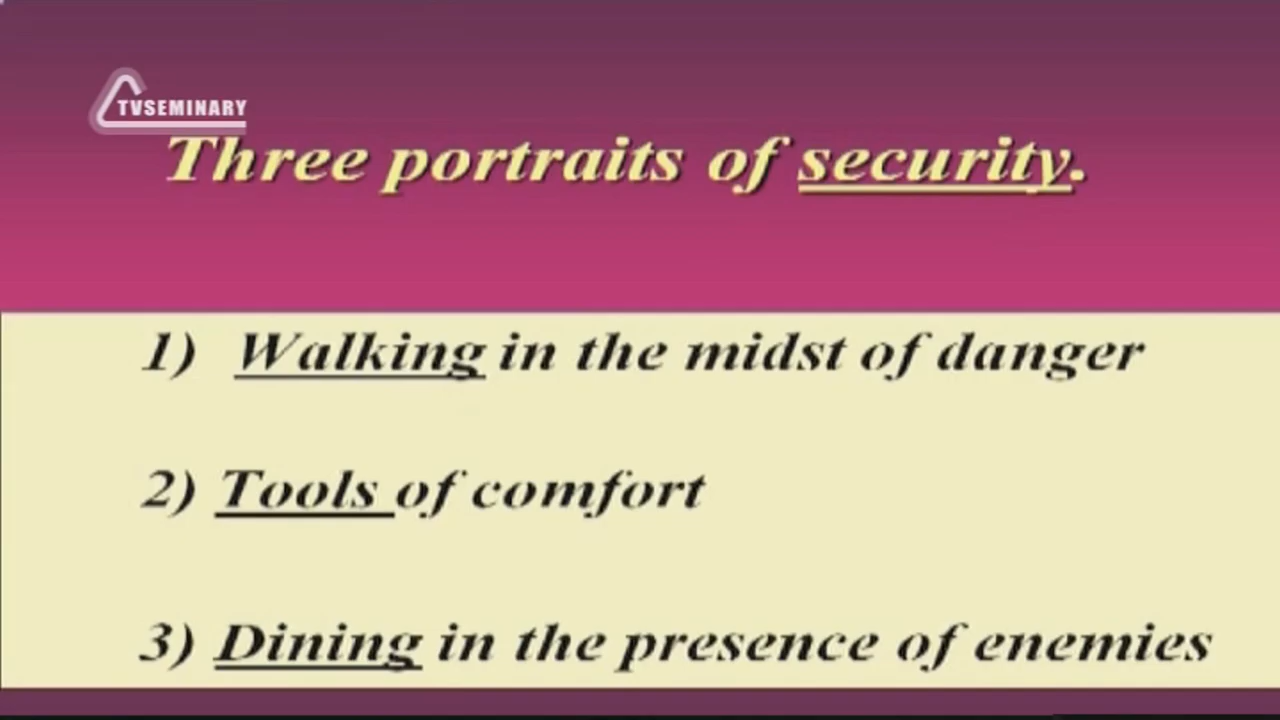 TVSEMINARY
Three portraits of security.
1) Walking in the midst of danger
2) Tools of comfort
3) Dining in the presence of enemies